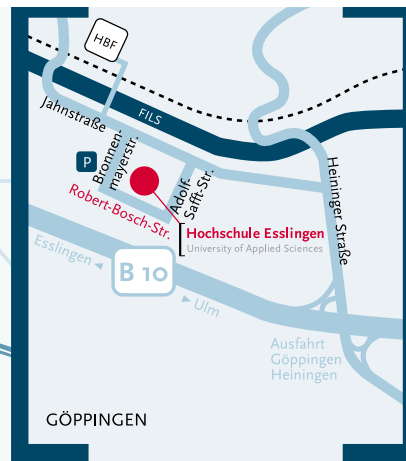 HBF
FILS
Jahnstraße
P
Bronnen-
mayerstr.
Adolf-
Safft-Str.
Robert-Bosch-Str.
Heininger Straße
Hochschule Esslingen
University of Applied Sciences
Esslingen
B 10
Ulm
Ausfahrt
Göppingen
Heiningen
GÖPPINGEN